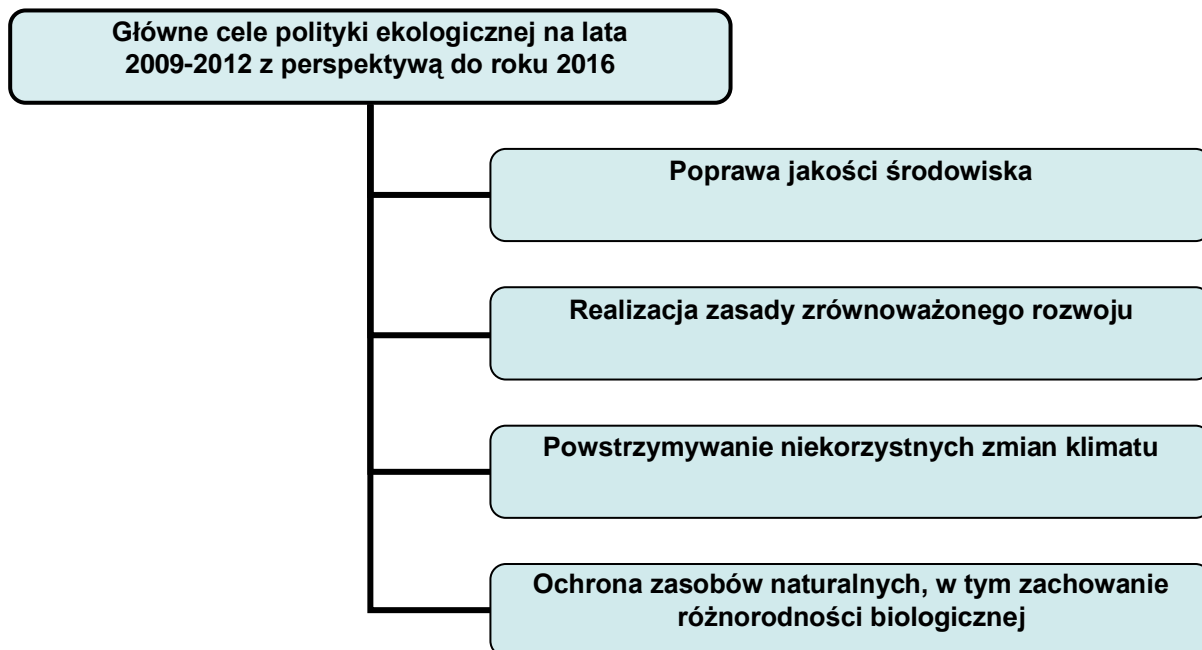 Główne cele polityki ekologicznej na lata
2009-2012 z perspektywą do roku 2016
Poprawa jakości środowiska
Realizacja zasady zrównoważonego rozwoju
Powstrzymywanie niekorzystnych zmian klimatu
Ochrona zasobów naturalnych, w tym zachowanie
różnorodności biologicznej